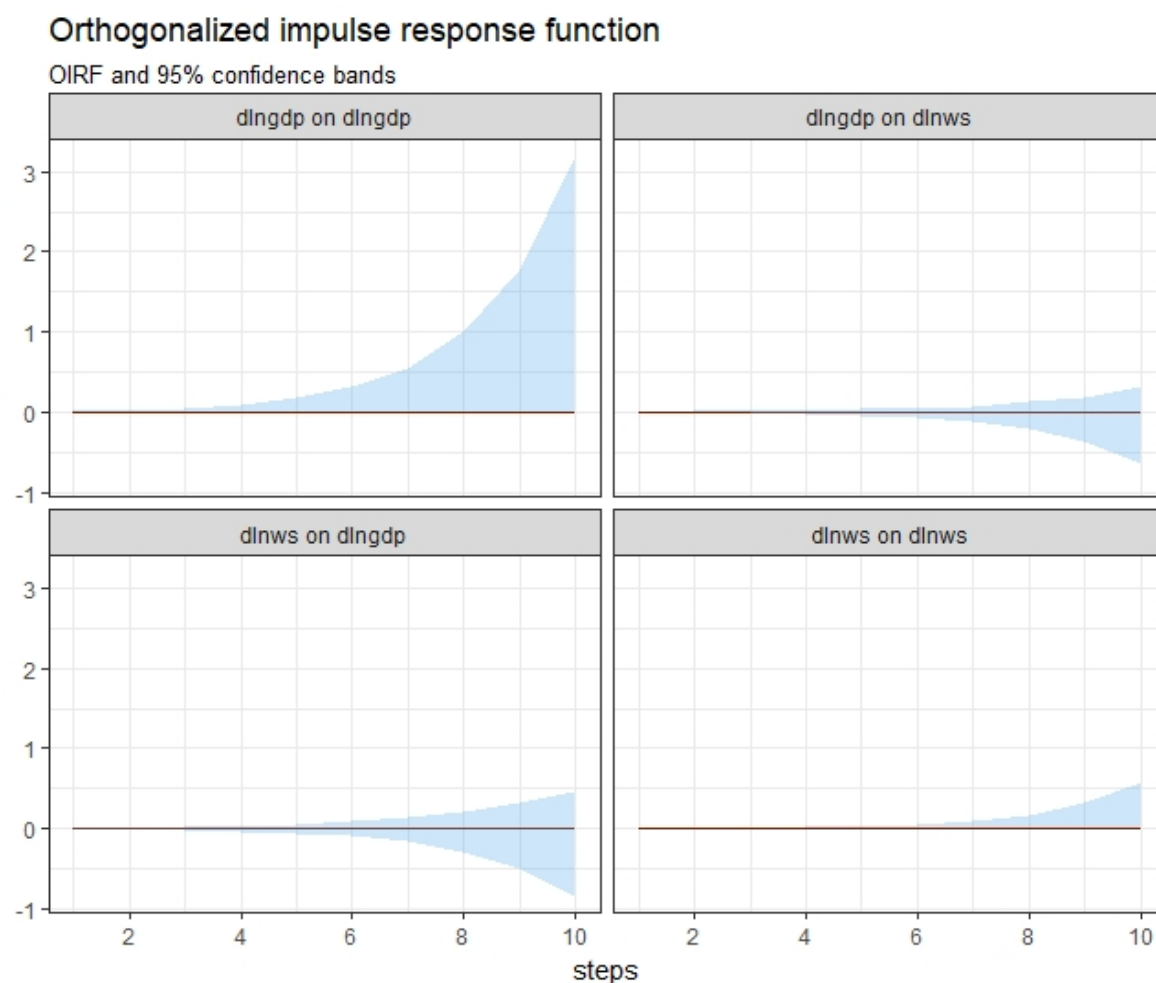 Orthogonalized impulse response function
OIRF and 95% confidence bands
dlngdp on dlngdp
dlngdp on dlnws
3
2
1
0
-1
dlnws on dlngdp
dlnws on dlnws
3
2
1
0
-1
2 4 6 8 10
2 4 6 8 10
steps